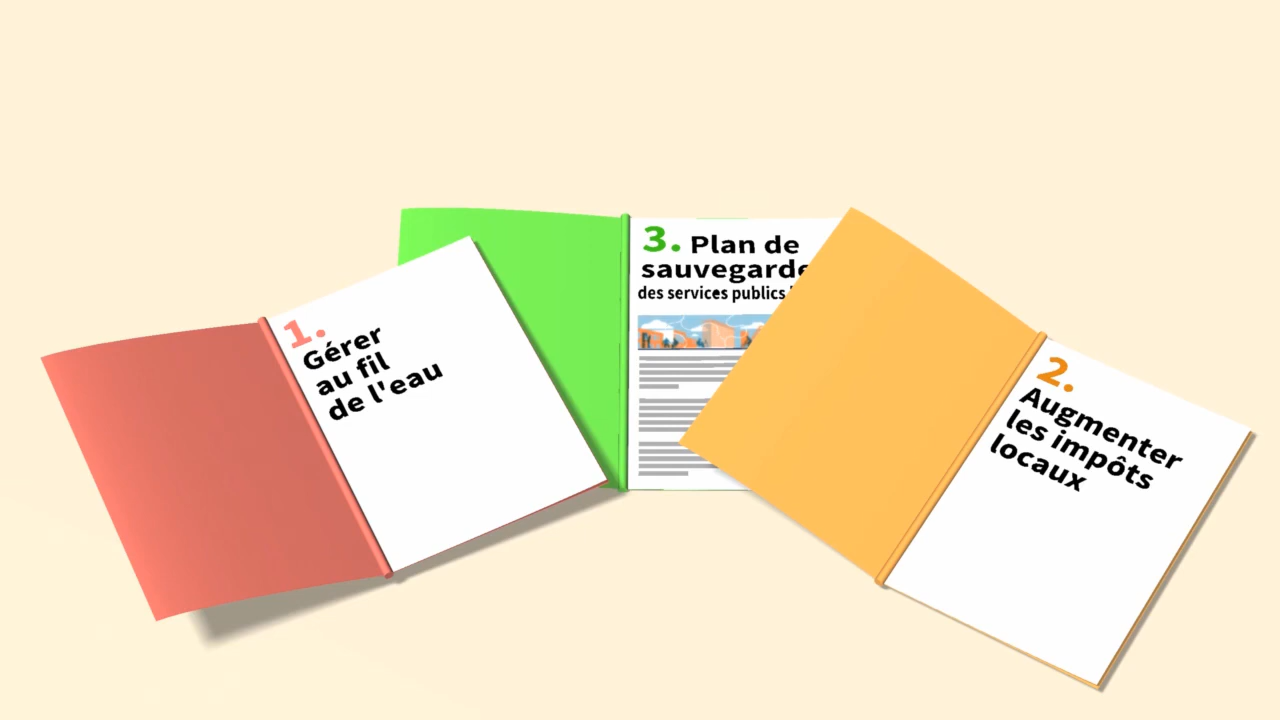 1.
Gérer
au fil
de l'eau
3. Plan de
sauvegarde
des services publics
2.
Augmenter
les impôts
locaux